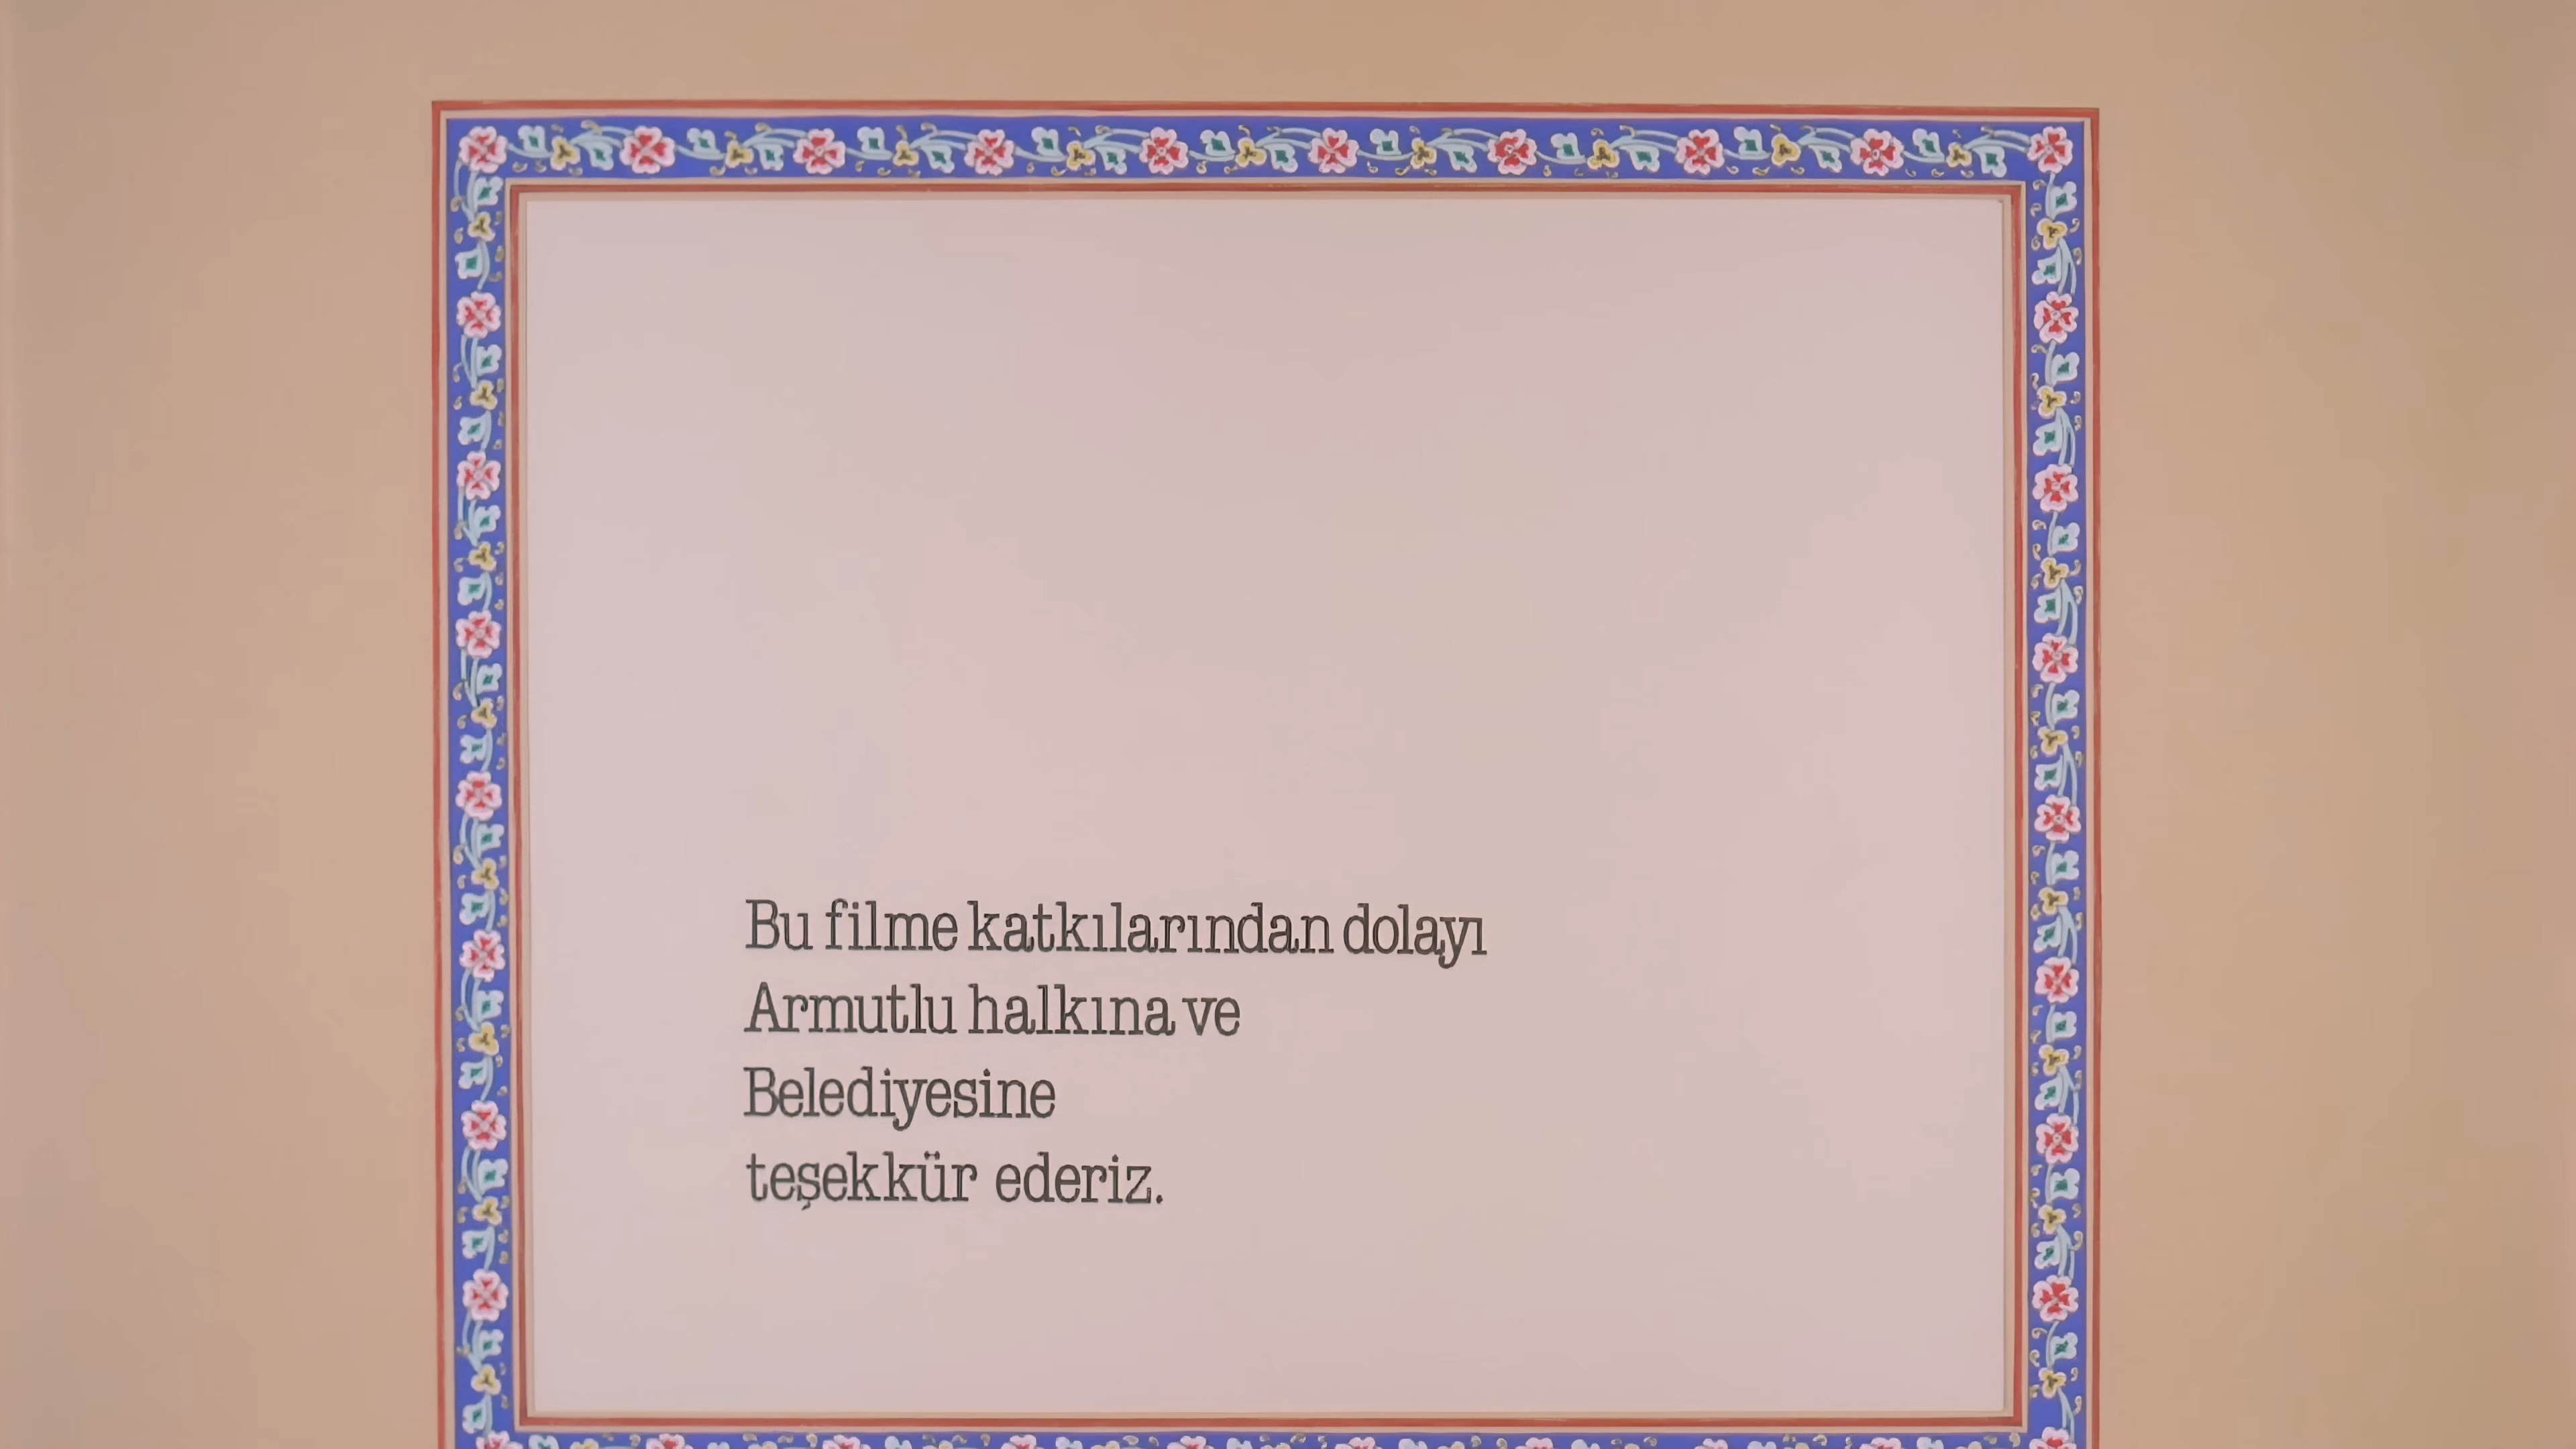 Bu filme katkılarından dolayı
Armutlu halkına ve
Belediyesine
teşekkür ederiz.